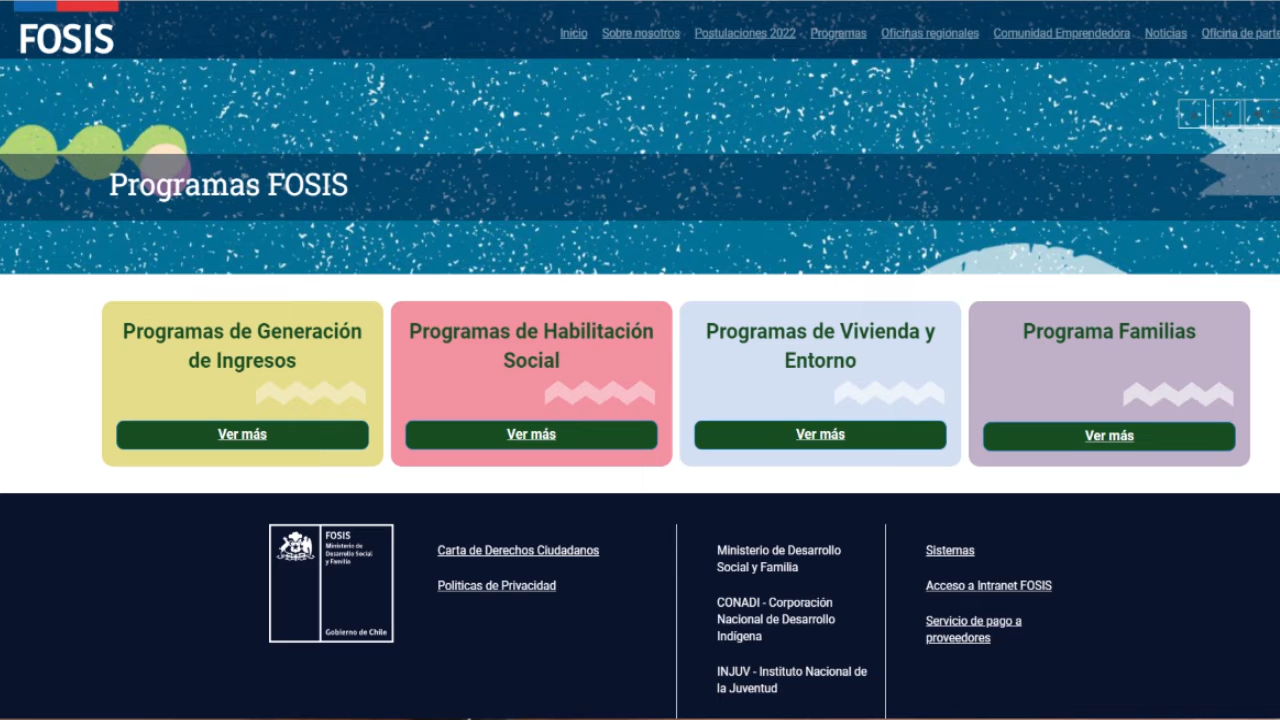 FOSIS
Inicio Sobre nosotros Postulaciones 2022 Programas Oficinas regionales Comunidad Emprendedora Noticias Oficina de parte
Programas FOSIS
Programas de Generación
de Ingresos
Ver más
Programas de Habilitación
Social
Ver más
Programas de Vivienda y
Entorno
Ver más
Programa Familias
Ver más
FOSIS
Ministerio de
Desarrollo Social
y Familia
Gobierno de Chile
Carta de Derechos Ciudadanos
Politicas de Privacidad
Ministerio de Desarrollo
Social y Familia
CONADI - Corporación
Nacional de Desarrollo
Indígena
INJUV - Instituto Nacional de
la Juventud
Sistemas
Acceso a Intranet FOSIS
Servicio de pago a
proveedores